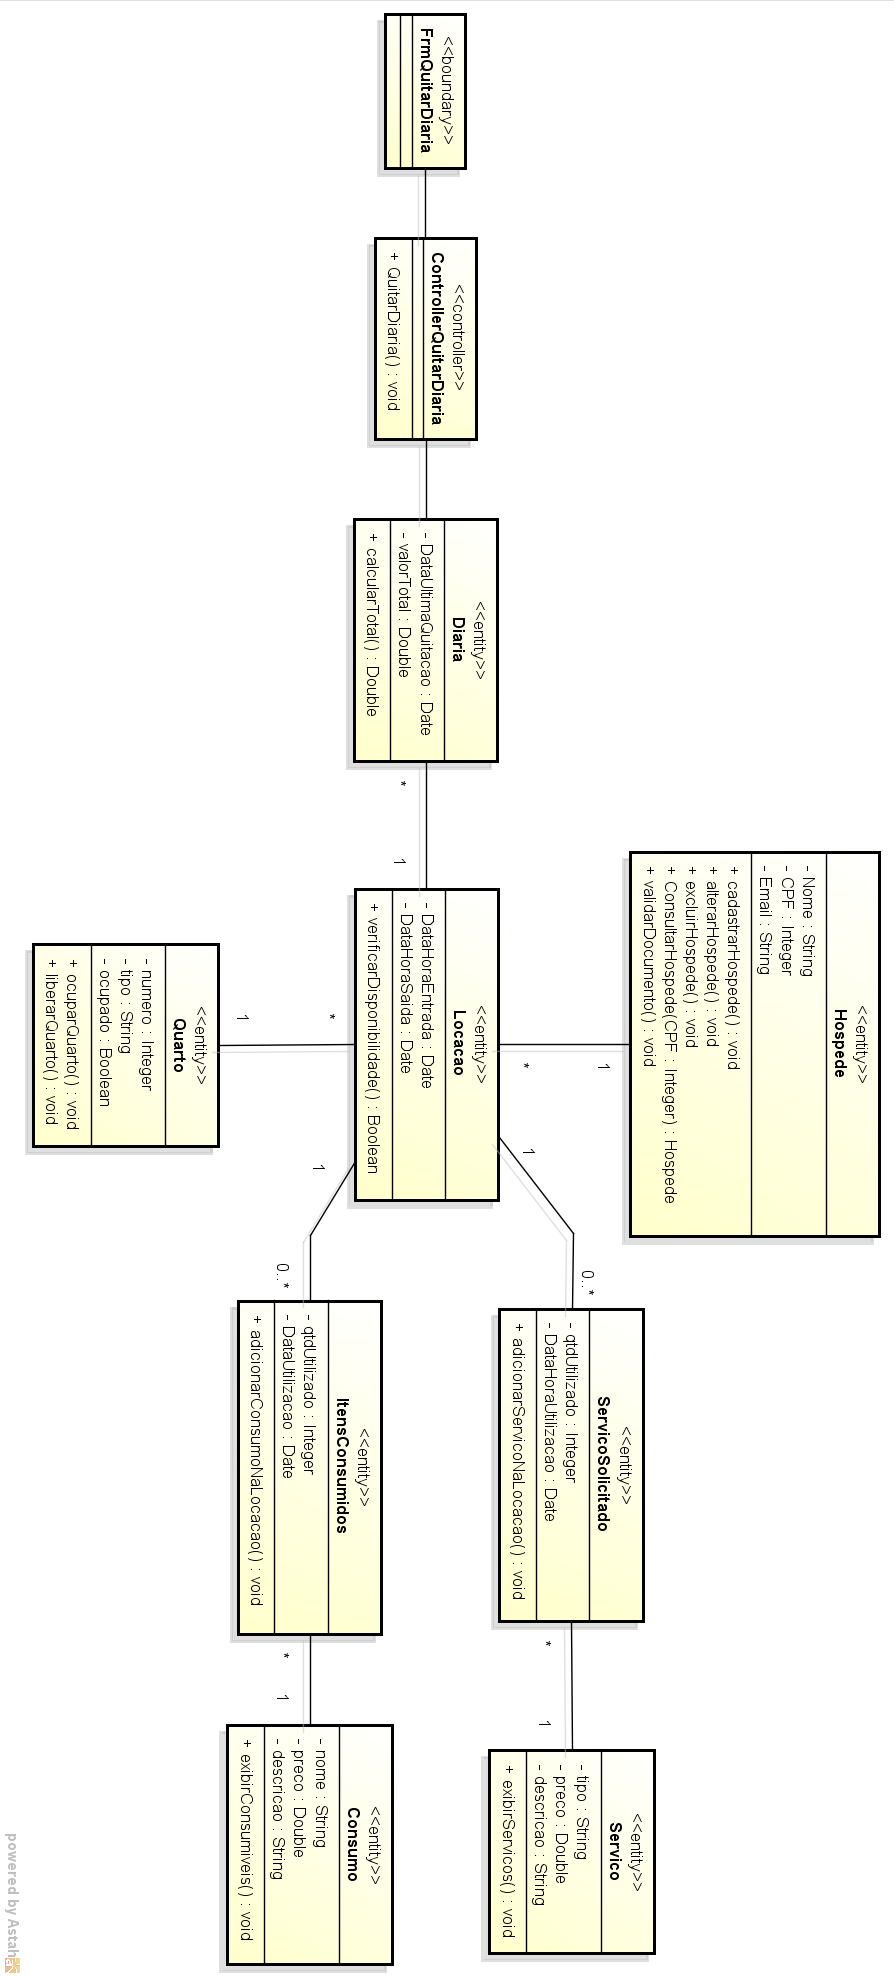 <<boundary>>
FrmQuitarDiaria
<<controller>>
ControllerQuitarDiaria
+ QuitarDiaria() : void
<<entity>>
Diaria
- DataUltimaQuitacao : Date
- valorTotal : Double
+ calcularTotal() : Double
*
1
<<entity>>
Hospede
- Nome : String
- CPF : Integer
- Email : String
+ cadastrarHospede() : void
+ alterarHospede() : void
+ excluirHospede() : void
+ ConsultarHospede(CPF : Integer) : Hospede
+ validarDocumento() : void
1
*
<<entity>>
Locacao
- DataHoraEntrada : Date
- DataHoraSaida : Date
+ verificarDisponibilidade() : Boolean
*
1
<<entity>>
Quarto
- numero : Integer
- tipo : String
- ocupado : Boolean
+ ocuparQuarto() : void
+ liberarQuarto() : void
1
0..*
<<entity>>
ServicoSolicitado
- qtdUtilizado : Integer
- DataHoraUtilizacao : Date
+ adicionarServicoNaLocacao() : void
*
1
<<entity>>
Servico
- tipo : String
- preco : Double
- descricao : String
+ exibirServicos() : void
1
0..*
<<entity>>
ItensConsumidos
- qtdUtilizado : Integer
- DataUtilizacao : Date
+ adicionarConsumoNaLocacao() : void
*
1
<<entity>>
Consumo
- nome : String
- preco : Double
- descricao : String
+ exibirConsumiveis() : void
powered by Astah